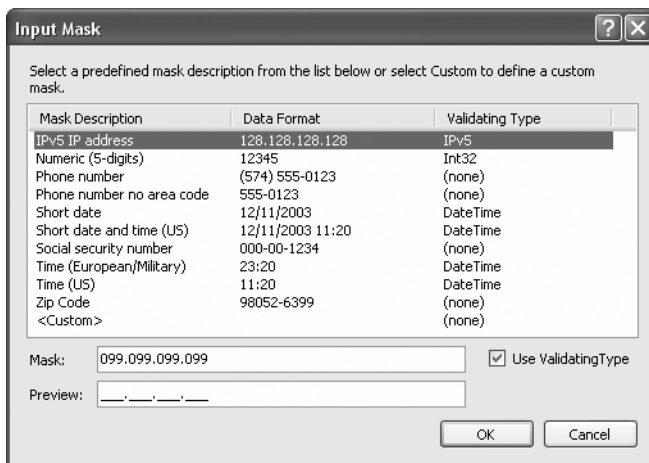 Input Mask
Select a predefined mask description from the list below or select Custom to define a custom
mask.
Mask Description Data Format Validating Type
IPv5 IP address 128.128.128.128 IPv5
Numeric (5-digits) 12345 Int32
Phone number (574) 555-0123 (none)
Phone number no area code 555-0123 (none)
Short date 12/11/2003 DateTime
Short date and time (US) 12/11/2003 11:20 DateTime
Social security number 000-00-1234 (none)
Time (European/Military) 23:20 DateTime
Time (US) 11:20 DateTime
Zip Code 98052-6399 (none)
<Custom> (none)
Mask: 099.099.099.099 Use ValidatingType
Preview: ___.___.___.___
OK Cancel